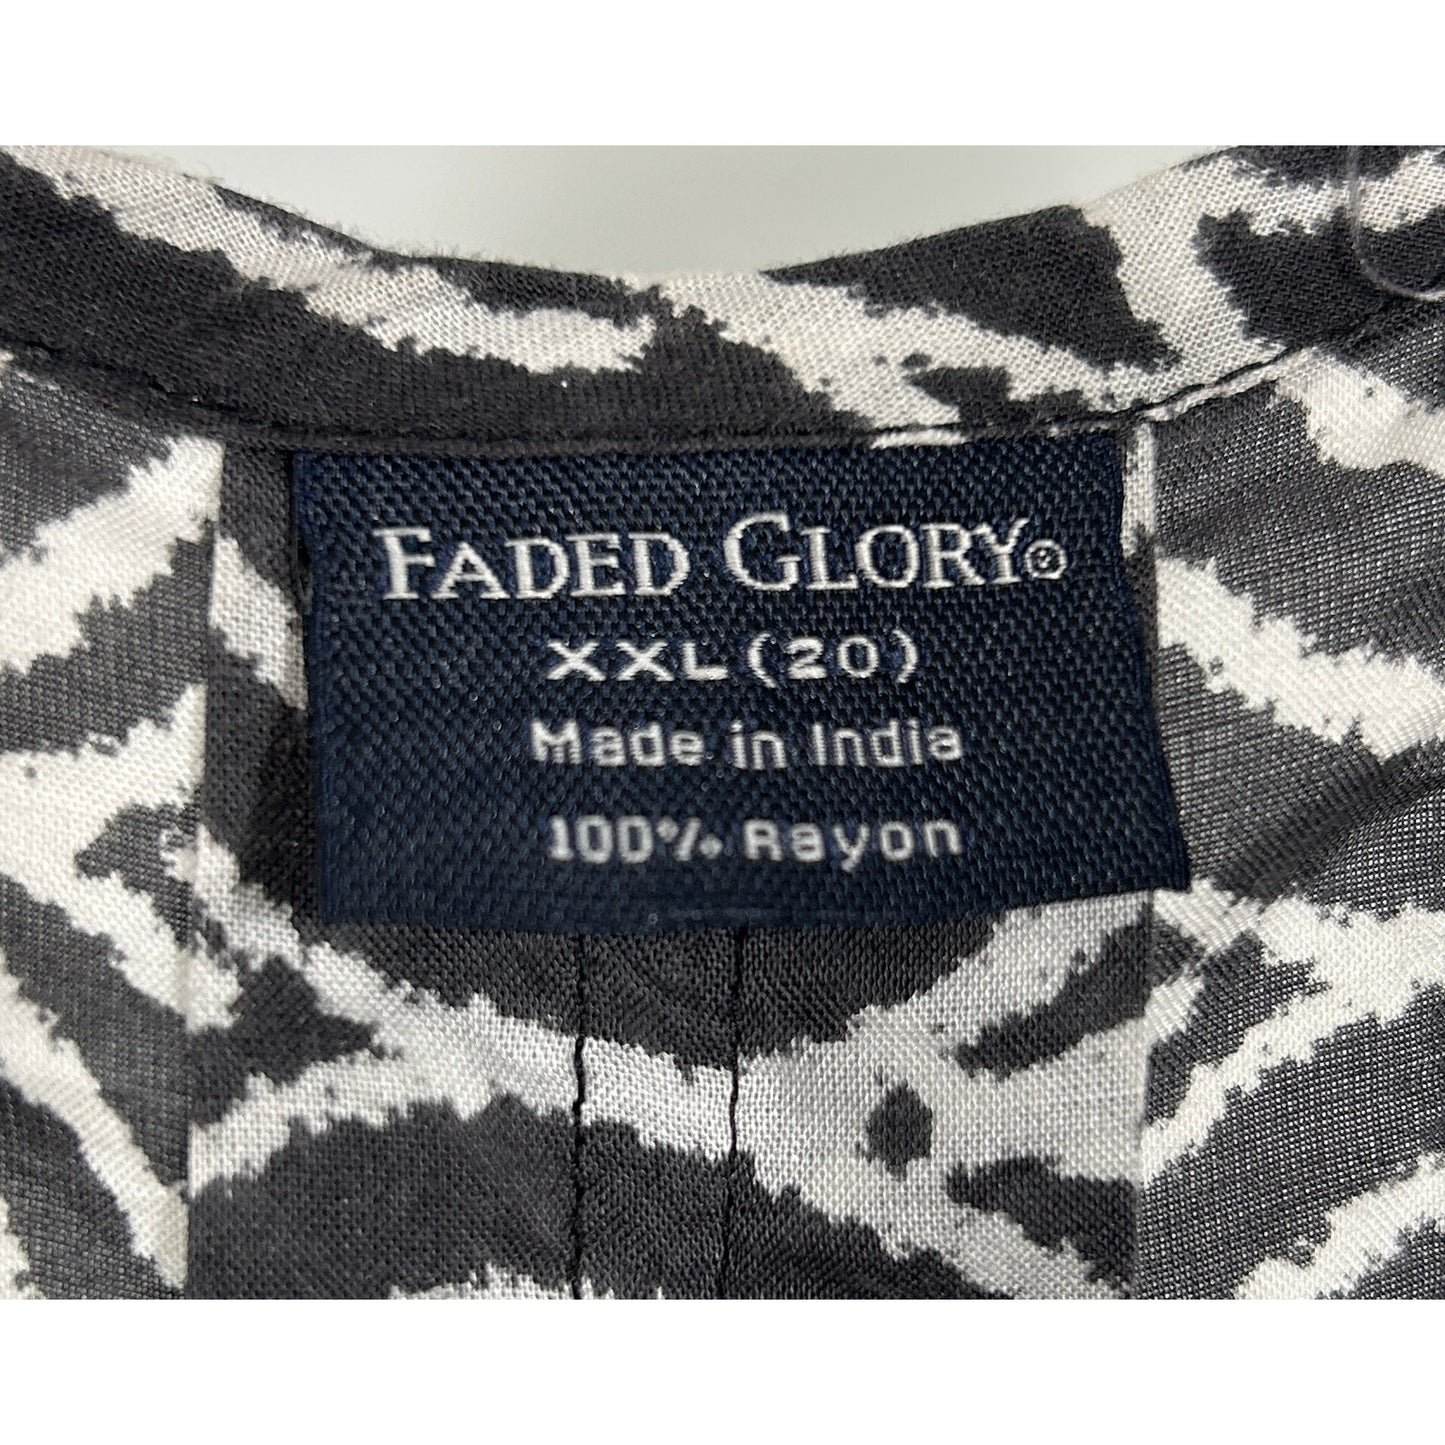 FADED GLORY®
XXL (20)
Made in India
100% Rayon